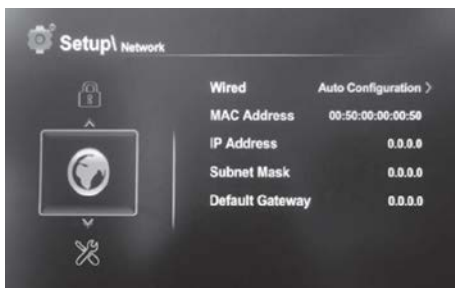 Setup\ Network
Wired Auto Configuration >
MAC Address 00:50:00:00:00:50
IP Address 0.0.0.0
Subnet Mask 0.0.0.0
Default Gateway 0.0.0.0